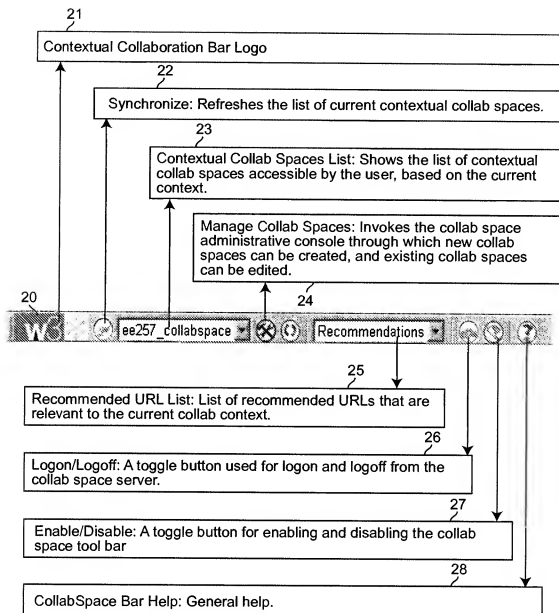 21
Contextual Collaboration Bar Logo
22
Synchronize: Refreshes the list of current contextual collab spaces.
23
Contextual Collab Spaces List: Shows the list of contextual
collab spaces accessible by the user, based on the current
context.
Manage Collab Spaces: Invokes the collab space
administrative console through which new collab
spaces can be created, and existing collab spaces
can be edited.
24
20
W3 ee257_collabspace Recommendations ?
25
Recommended URL List: List of recommended URLs that are
relevant to the current collab context.
26
Logon/Logoff: A toggle button used for logon and logoff from the
collab space server.
27
Enable/Disable: A toggle button for enabling and disabling the collab
space tool bar
28
CollabSpace Bar Help: General help.